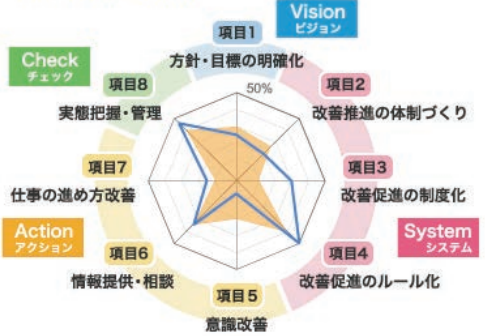 Vision
ビジョン
項目1
方針・目標の明確化
Check
チェック
50%
項目8
実態把握・管理
項目2
改善推進の体制づくり
項目7
仕事の進め方改善
項目3
改善促進の制度化
Action
アクション
System
システム
項目6
情報提供・相談
項目4
改善促進のルール化
項目5
意識改善